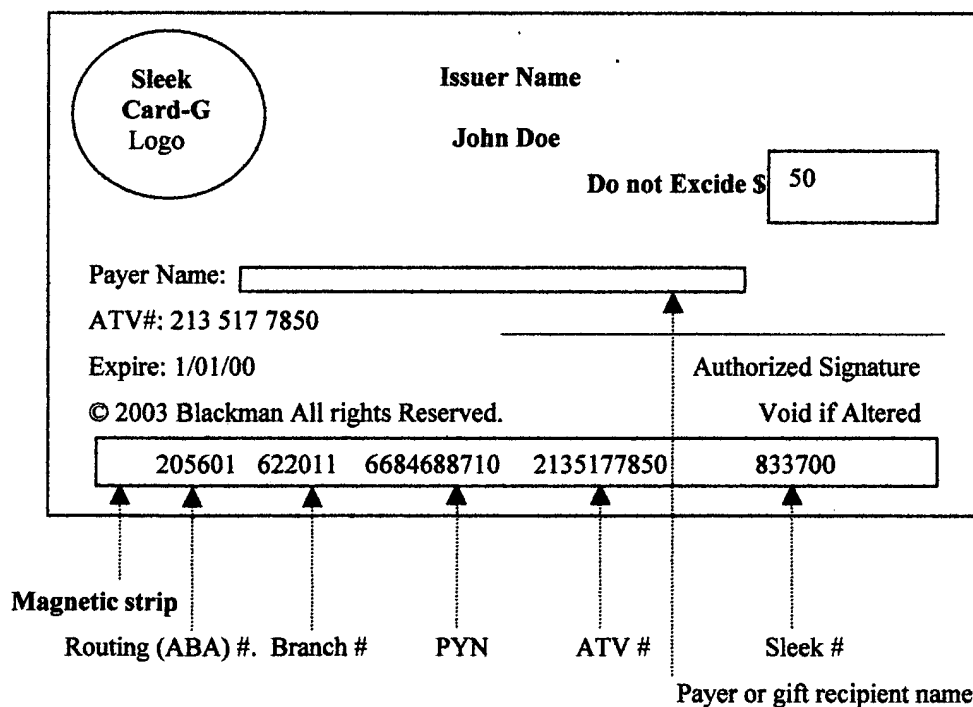 Sleek
Card-G
Logo
Issuer Name
John Doe
Do not Excide $ 50
Payer Name:
ATV#: 213 517 7850
Expire: 1/01/00
Authorized Signature
© 2003 Blackman All rights Reserved.
Void if Altered
205601 622011 6684688710 2135177850 833700
Magnetic strip
Routing (ABA) #. Branch # PYN ATV # Sleek #
Payer or gift recipient name